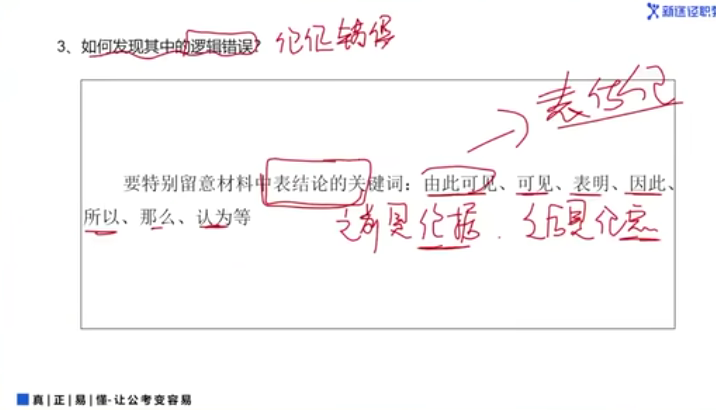 新途径职教
3、如何发现其中的逻辑错误? 论证错误
表结论
要特别留意材料中表结论的关键词：由此可见、可见、表明、因此、
所以、那么、认为等
之前是论据. 之后是论点
真|正|易|懂-让公考变容易